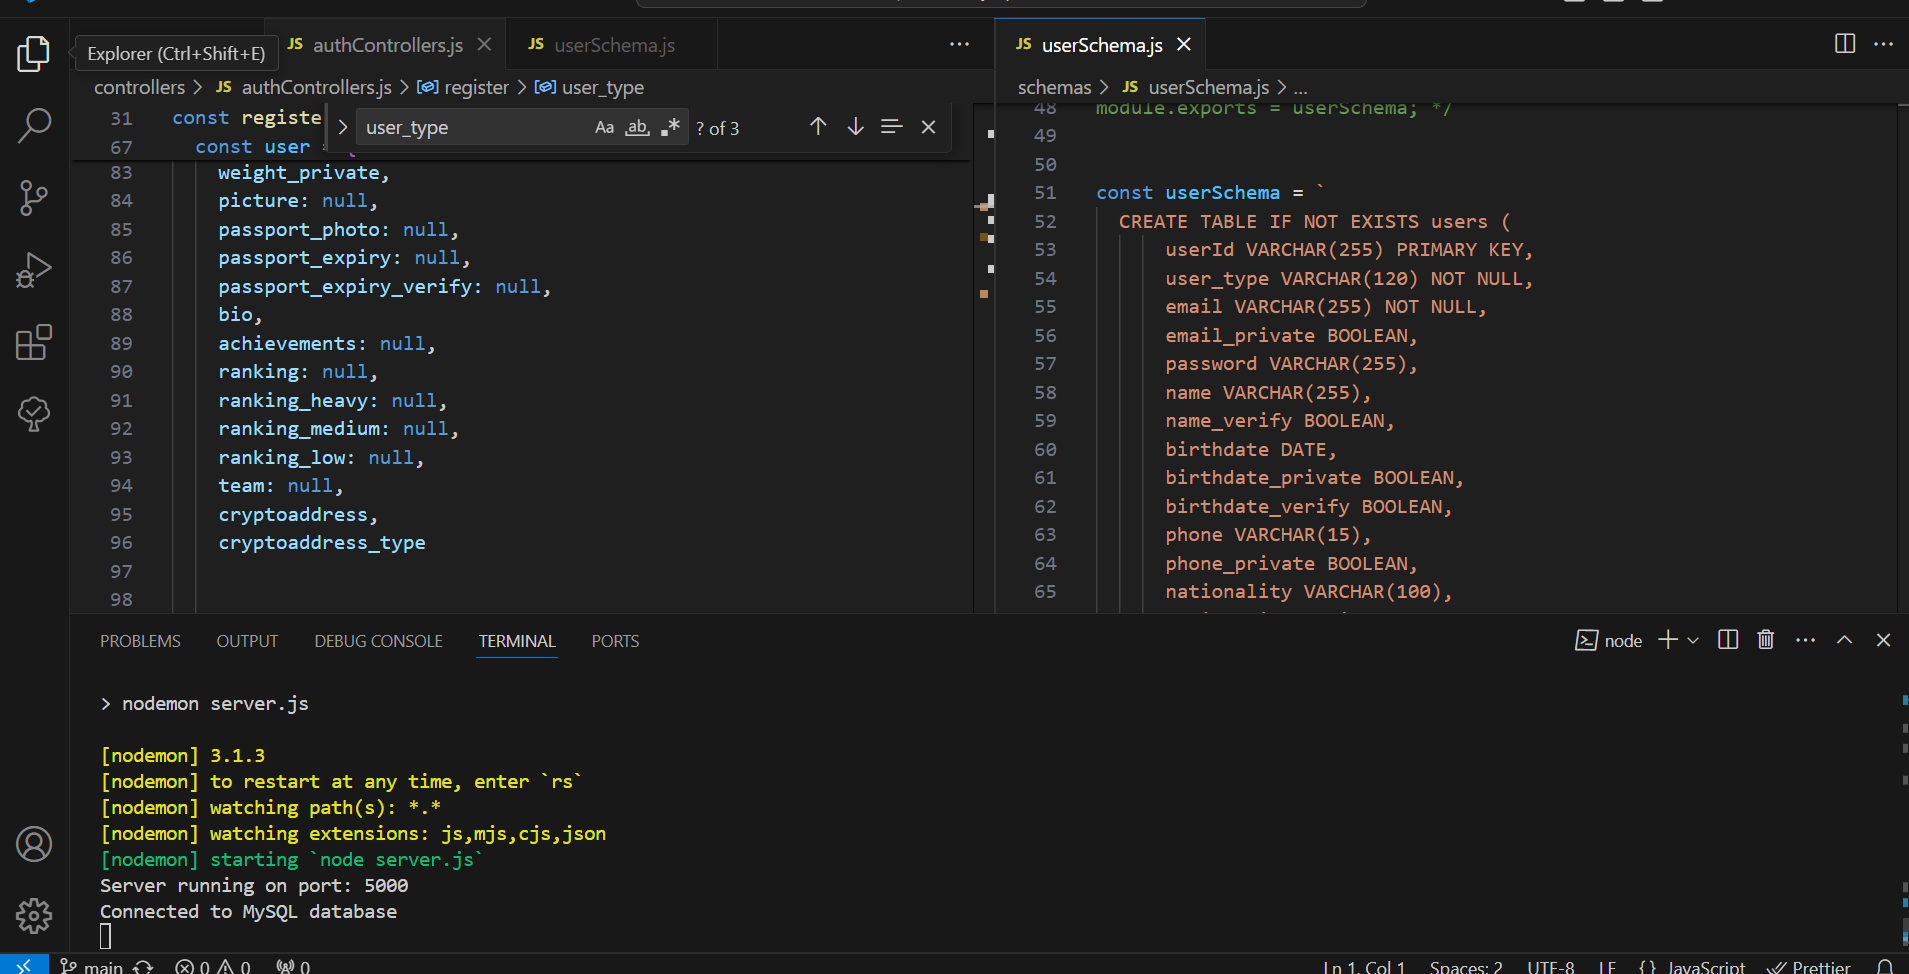 Explorer (Ctrl+Shift+E)
JS authControllers.js
JS userSchema.js
controllers > JS authControllers.js > register > user_type
user_type Aa ab ? of 3
31 const registe
67 const user
83 weight_private,
84 picture: null,
85 passport_photo: null,
86 passport_expiry: null,
87 passport_expiry_verify: null,
88 bio,
89 achievements: null,
90 ranking: null,
91 ranking_heavy: null,
92 ranking_medium: null,
93 ranking_low: null,
94 team: null,
95 cryptoaddress,
96 cryptoaddress_type
97
98
JS userSchema.js
schemas > JS userSchema.js > ...
48 module.exports = userSchema; */
49
50
51 const userSchema = `
52 CREATE TABLE IF NOT EXISTS users (
53 userId VARCHAR(255) PRIMARY KEY,
54 user_type VARCHAR(120) NOT NULL,
55 email VARCHAR(255) NOT NULL,
56 email_private BOOLEAN,
57 password VARCHAR(255),
58 name VARCHAR(255),
59 name_verify BOOLEAN,
60 birthdate DATE,
61 birthdate_private BOOLEAN,
62 birthdate_verify BOOLEAN,
63 phone VARCHAR(15),
64 phone_private BOOLEAN,
65 nationality VARCHAR(100),
PROBLEMS OUTPUT DEBUG CONSOLE TERMINAL PORTS
node
> nodemon server.js
[nodemon] 3.1.3
[nodemon] to restart at any time, enter `rs`
[nodemon] watching path(s): *.*
[nodemon] watching extensions: js,mjs,cjs,json
[nodemon] starting `node server.js`
Server running on port: 5000
Connected to MySQL database
main 0 0 0 Ln 1, Col 1 Spaces: 2 UTF-8 LF {} JavaScript Prettier